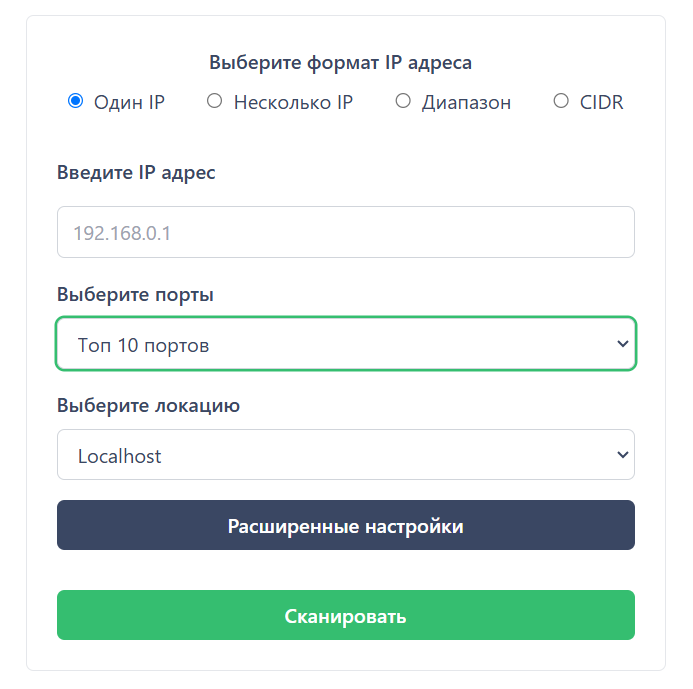 Выберите формат IP адреса
Один IP Несколько IP Диапазон CIDR
Введите IP адрес
192.168.0.1
Выберите порты
Топ 10 портов
Выберите локацию
Localhost
Расширенные настройки
Сканировать